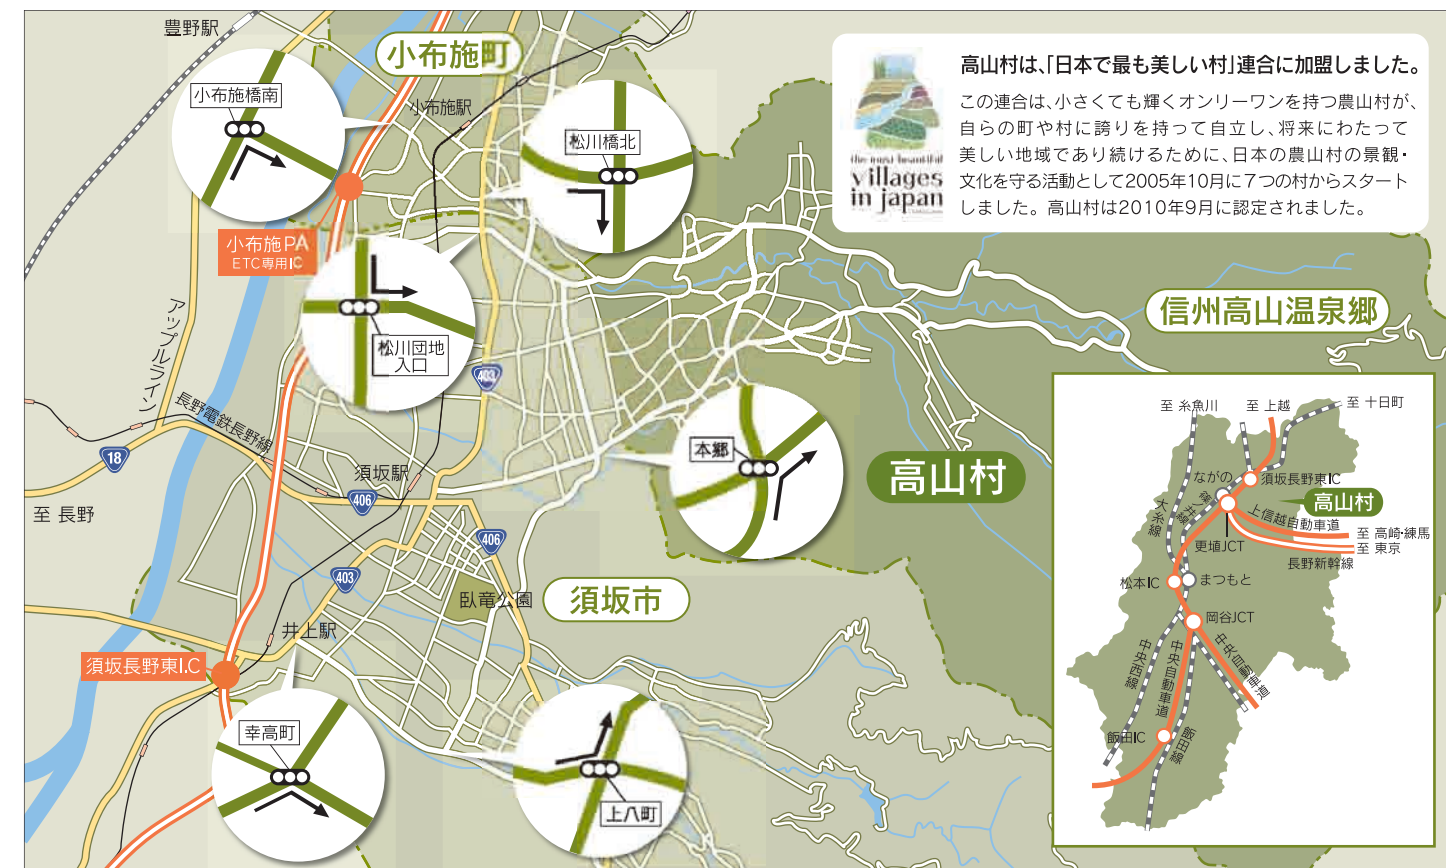 豊野駅
小布施町
小布施橋南
小布施駅
松川橋北
高山村は、「日本で最も美しい村」連合に加盟しました。
この連合は、小さくても輝くオンリーワンを持つ農山村が、
自らの町や村に誇りを持って自立し、将来にわたって
美しい地域であり続けるために、日本の農山村の景観・
文化を守る活動として2005年10月に7つの村からスタート
しました。高山村は2010年9月に認定されました。
the most beautiful
villages
in japan
小布施PA
ETC専用IC
アップルライン
松川団地
入口
信州高山温泉郷
403
長野電鉄長野線
18
須坂駅
406
至 長野
本郷
高山村
406
403
臥竜公園
須坂市
井上駅
須坂長野東I.C
幸高町
上八町
至 糸魚川
至 上越
至 十日町
ながの
須坂長野東IC
高山村
大糸線
篠ノ井線
上信越自動車道
至 高崎・練馬
至 東京
更埴JCT
長野新幹線
松本IC
まつもと
岡谷JCT
中央西線
中央自動車道
中央自動車道
飯田IC
飯田線